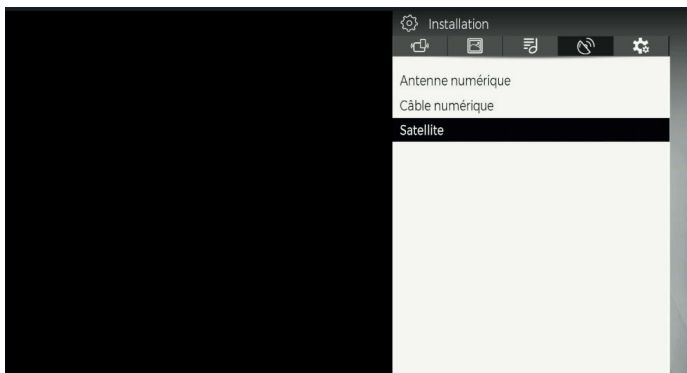 Installation
Antenne numérique
Câble numérique
Satellite